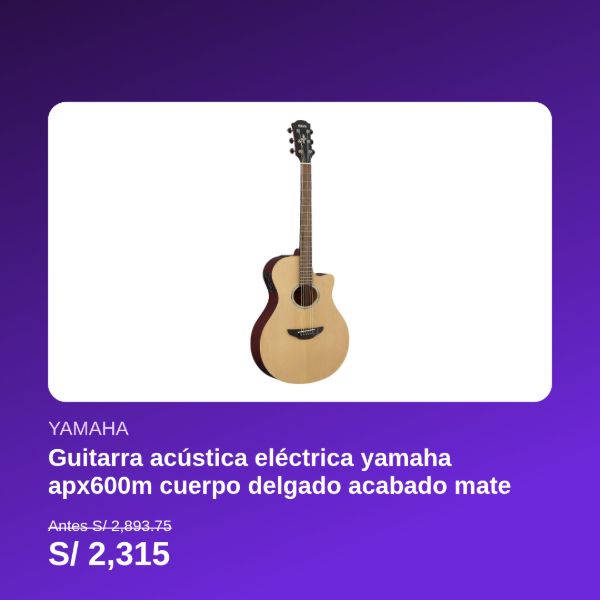 YAMAHA
Guitarra acústica eléctrica yamaha
apx600m cuerpo delgado acabado mate
Antes S/ 2,893.75
S/ 2,315